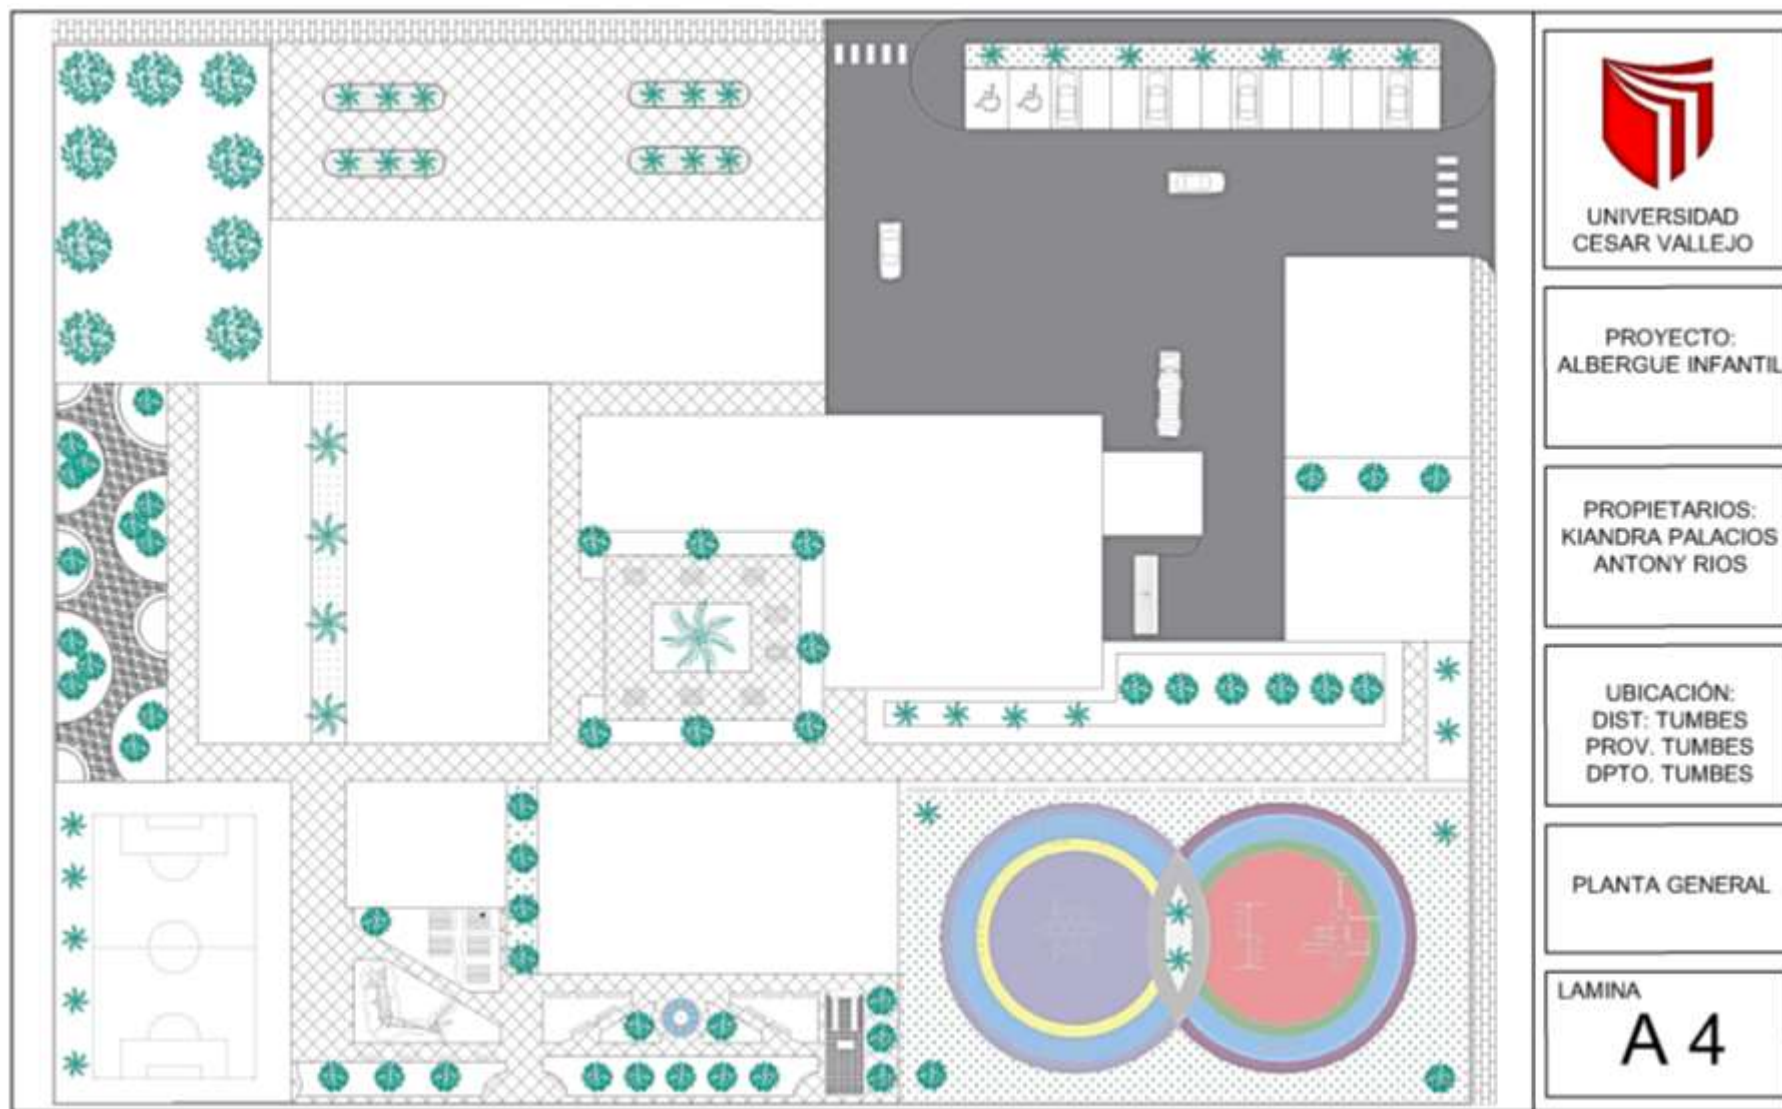 UNIVERSIDAD
CESAR VALLEJO
PROYECTO:
ALBERGUE INFANTIL
PROPIETARIOS:
KIANDRA PALACIOS
ANTONY RIOS
UBICACIÓN:
DIST: TUMBES
PROV. TUMBES
DPTO. TUMBES
PLANTA GENERAL
LAMINA
A 4